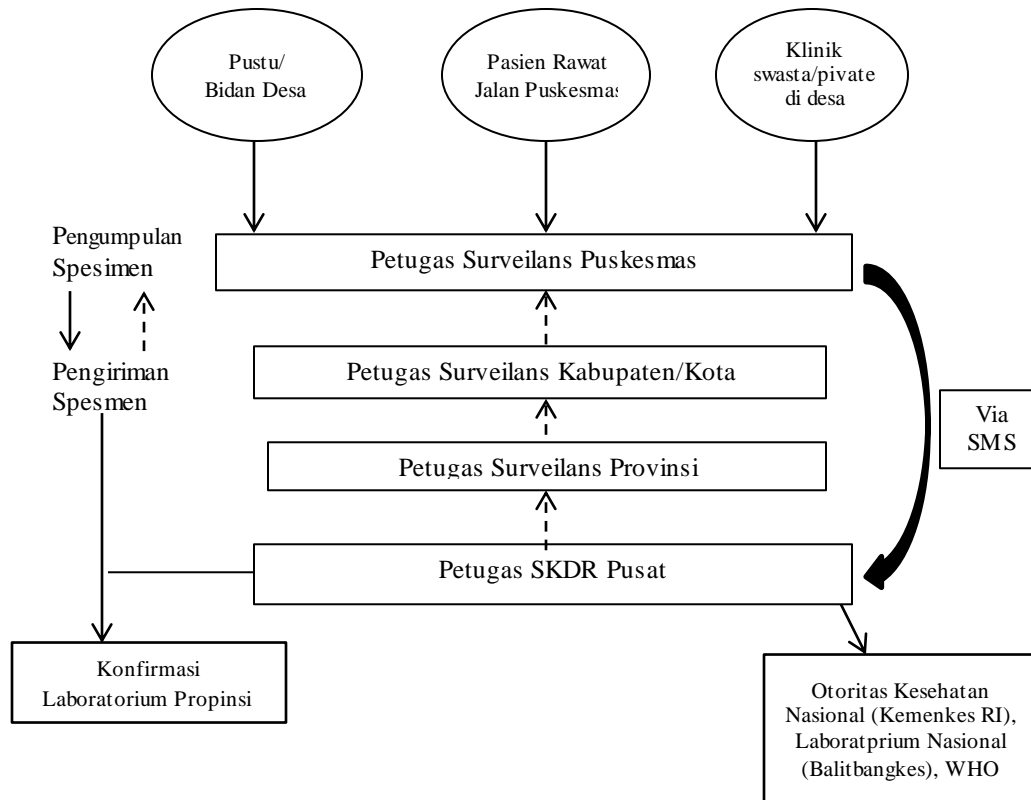 Pustu/
Bidan Desa
Pasien Rawat
Jalan Puskesmas
Klinik
swasta/pivate
di desa
Pengumpulan
Spesimen
Petugas Surveilans Puskesmas
Pengiriman
Spesmen
Petugas Surveilans Kabupaten/Kota
Via
SMS
Petugas Surveilans Provinsi
Petugas SKDR Pusat
Konfirmasi
Laboratorium Propinsi
Otoritas Kesehatan
Nasional (Kemenkes RI),
Laboratprium Nasional
(Balitbangkes), WHO